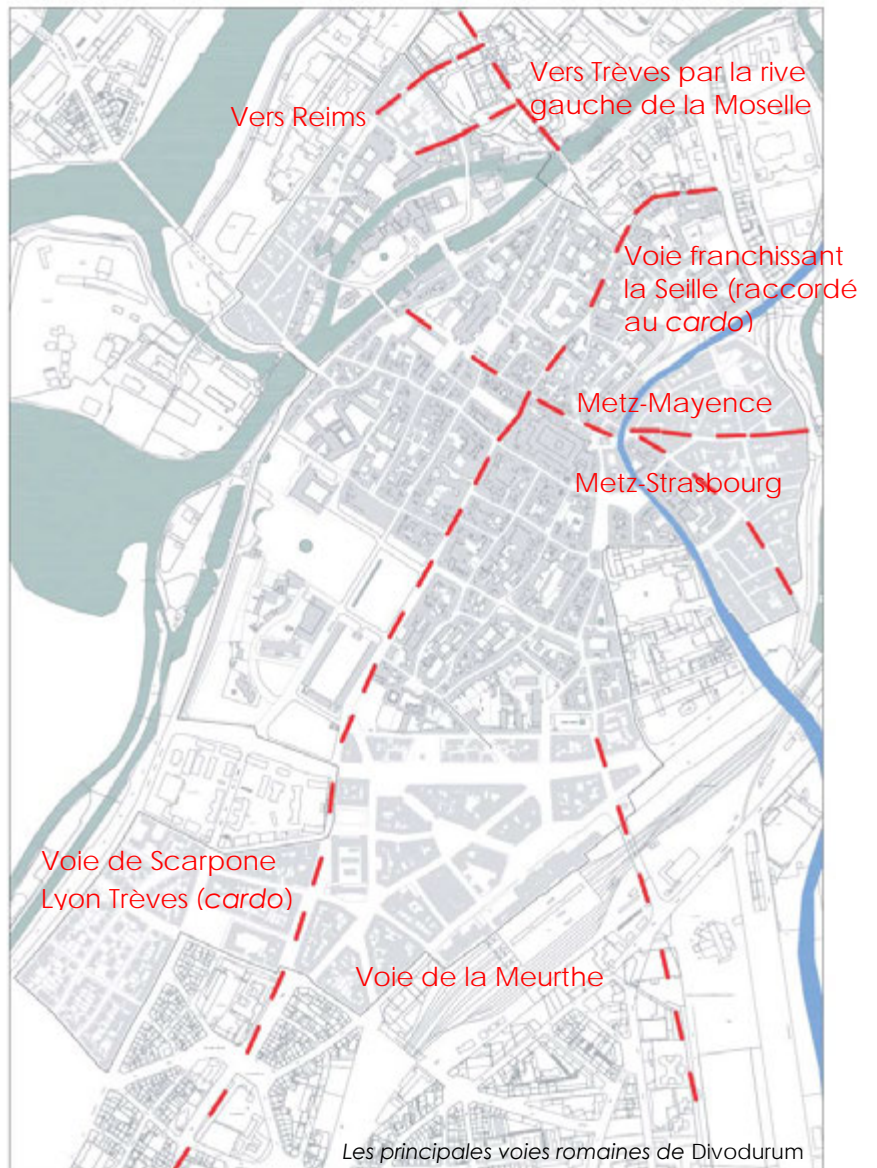 Vers Trèves par la rive
gauche de la Moselle
Vers Reims
Voie franchissant
la Seille (raccordé
au cardo)
Metz-Mayence
Metz-Strasbourg
Voie de Scarpone
Lyon Trèves (cardo)
Voie de la Meurthe
Les principales voies romaines de Divodurum